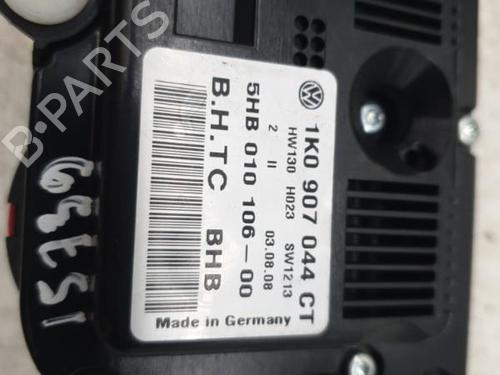 1K0 907 044 CT
HW130 H023 SW1213
2 II 03.08.08
5HB 010 106-00
B.H.T.C BHB
Made in Germany
B-PARTS